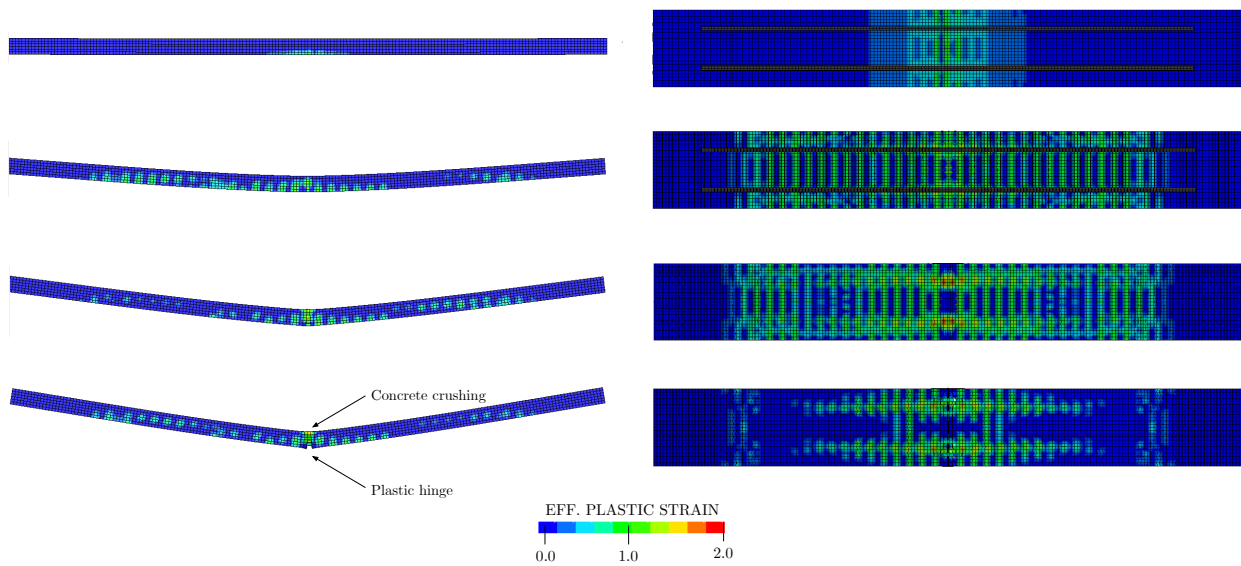 Concrete crushing
Plastic hinge
EFF. PLASTIC STRAIN
0.0
1.0
2.0